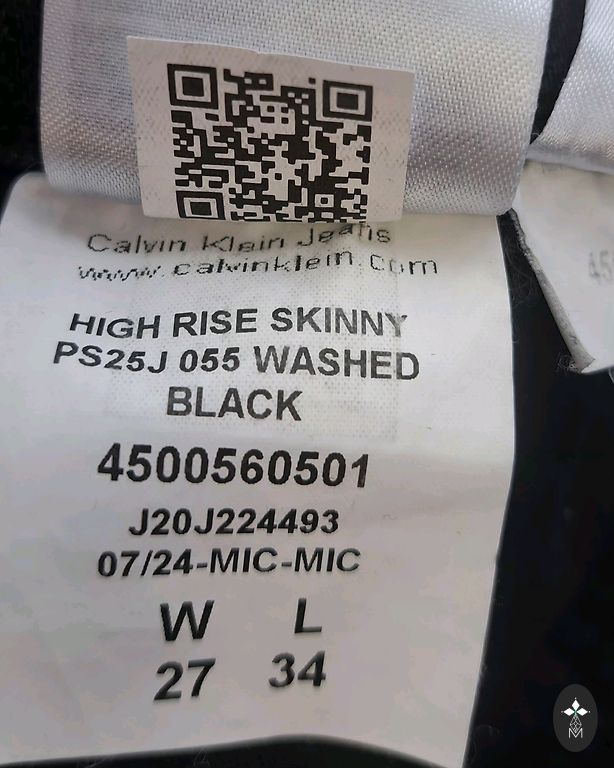 Calvin Klein Jeans
www.calvinklein.com
HIGH RISE SKINNY
PS25J 055 WASHED
BLACK
4500560501
J20J224493
07/24-MIC-MIC
W L
27 34
M